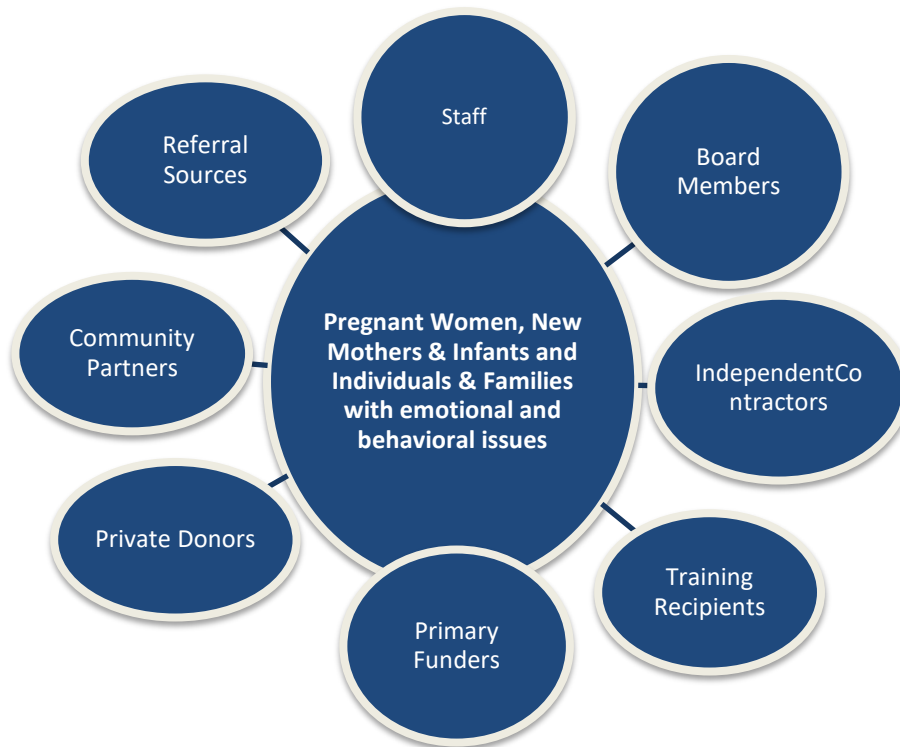 Staff
Referral
Sources
Board
Members
Pregnant Women, New
Mothers & Infants and
Individuals & Families
with emotional and
behavioral issues
Community
Partners
IndependentCo
ntractors
Private Donors
Training
Recipients
Primary
Funders